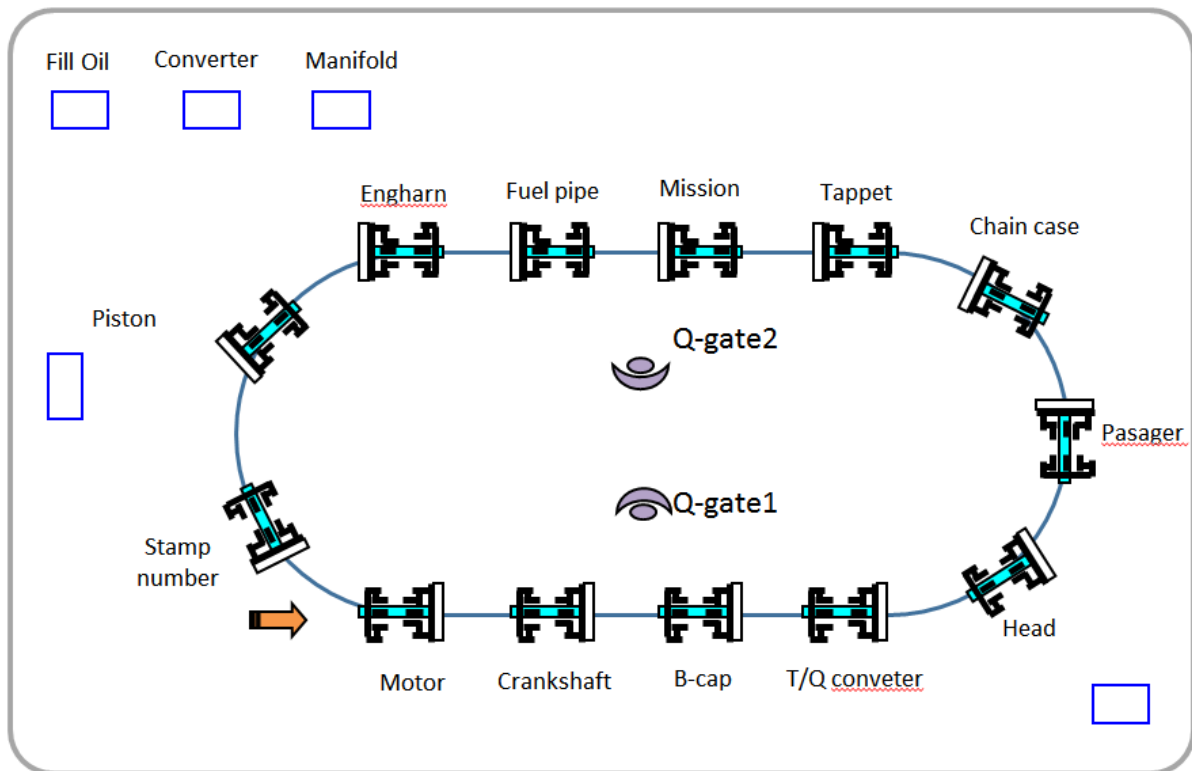 Fill Oil
Converter
Manifold
Engharn
Fuel pipe
Mission
Tappet
Chain case
Piston
Q-gate2
Pasager
Q-gate1
Stamp
number
Head
Motor
Crankshaft
B-cap
T/Q conveter